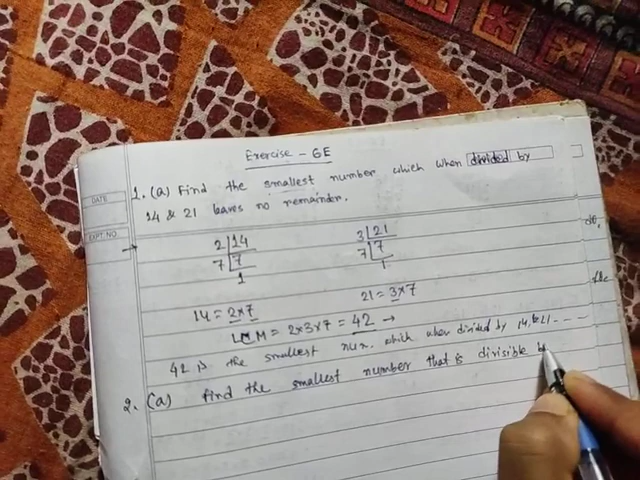 Exercise - 6E
DATE
EXPT. NO.
1. (a) Find the smallest number which when divided by
14 & 21 leaves no remainder.
2 | 14
7 | 7
1
3 | 21
7 | 7
1
14 = 2×7
21 = 3×7
LCM = 2×3×7 = 42 →
42 is the smallest num. which when divided by 14, & 21 ----
2. (a) Find the smallest number that is divisible b